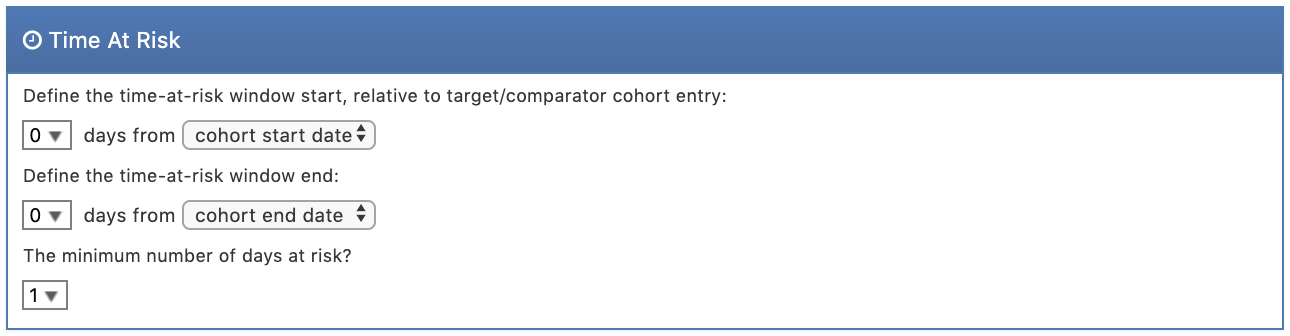 Time At Risk
Define the time-at-risk window start, relative to target/comparator cohort entry:
0 days from cohort start date
Define the time-at-risk window end:
0 days from cohort end date
The minimum number of days at risk?
1